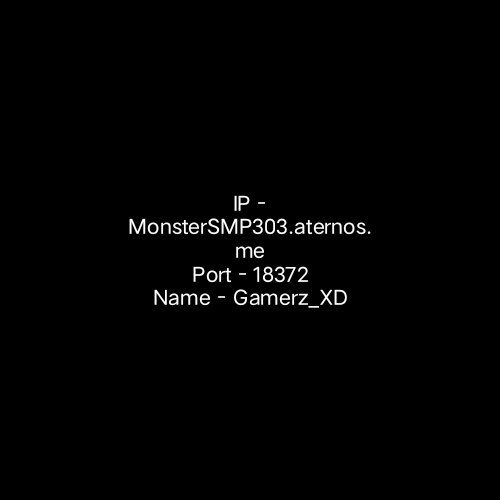 IP -
MonsterSMP303.aternos.
me
Port - 18372
Name - Gamerz_XD